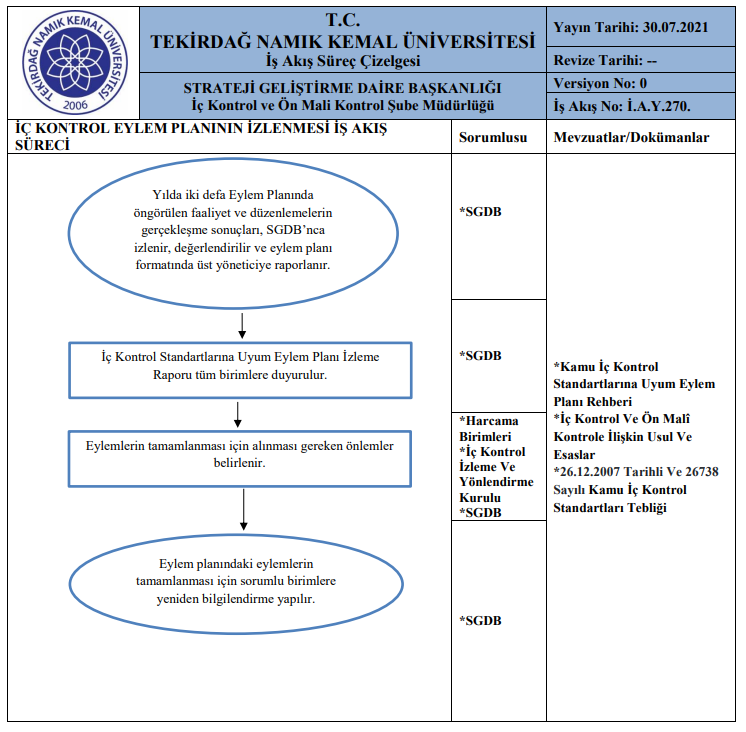 TEKİRDAĞ NAMIK KEMAL ÜNİVERSİTESİ
2006
T.C.
TEKİRDAĞ NAMIK KEMAL ÜNİVERSİTESİ
İş Akış Süreç Çizelgesi
STRATEJİ GELİŞTİRME DAİRE BAŞKANLIĞI
İç Kontrol ve Ön Mali Kontrol Şube Müdürlüğü
Yayın Tarihi: 30.07.2021
Revize Tarihi: --
Versiyon No: 0
İş Akış No: İ.A.Y.270.
İÇ KONTROL EYLEM PLANININ İZLENMESİ İŞ AKIŞ
SÜRECİ
Sorumlusu
Mevzuatlar/Dokümanlar
Yılda iki defa Eylem Planında
öngörülen faaliyet ve düzenlemelerin
gerçekleşme sonuçları, SGDB’nca
izlenir, değerlendirilir ve eylem planı
formatında üst yöneticiye raporlanır.
*SGDB
İç Kontrol Standartlarına Uyum Eylem Planı İzleme
Raporu tüm birimlere duyurulur.
*SGDB
Eylemlerin tamamlanması için alınması gereken önlemler
belirlenir.
*Harcama
Birimleri
*İç Kontrol
İzleme Ve
Yönlendirme
Kurulu
*SGDB
Eylem planındaki eylemlerin
tamamlanması için sorumlu birimlere
yeniden bilgilendirme yapılır.
*SGDB
*Kamu İç Kontrol
Standartlarına Uyum Eylem
Planı Rehberi
*İç Kontrol Ve Ön Malî
Kontrole İlişkin Usul Ve
Esaslar
*26.12.2007 Tarihli Ve 26738
Sayılı Kamu İç Kontrol
Standartları Tebliği